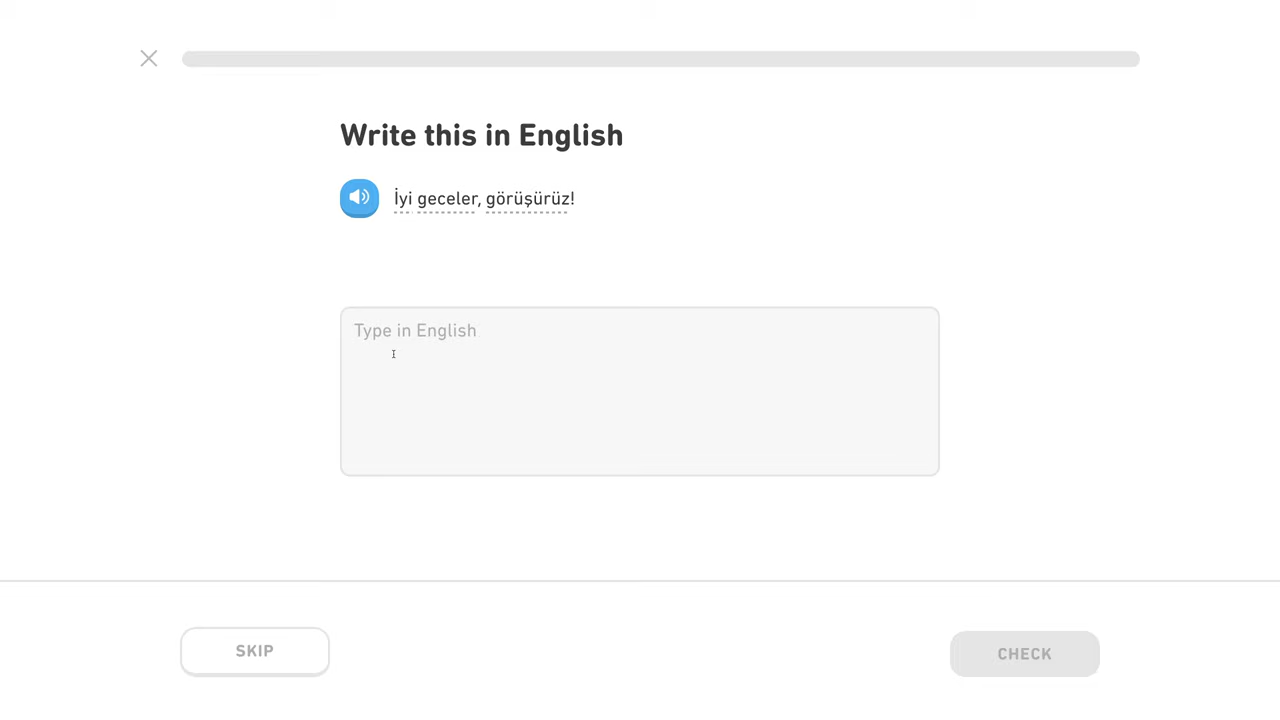 Write this in English
İyi geceler, görüşürüz!
Type in English
SKIP
CHECK